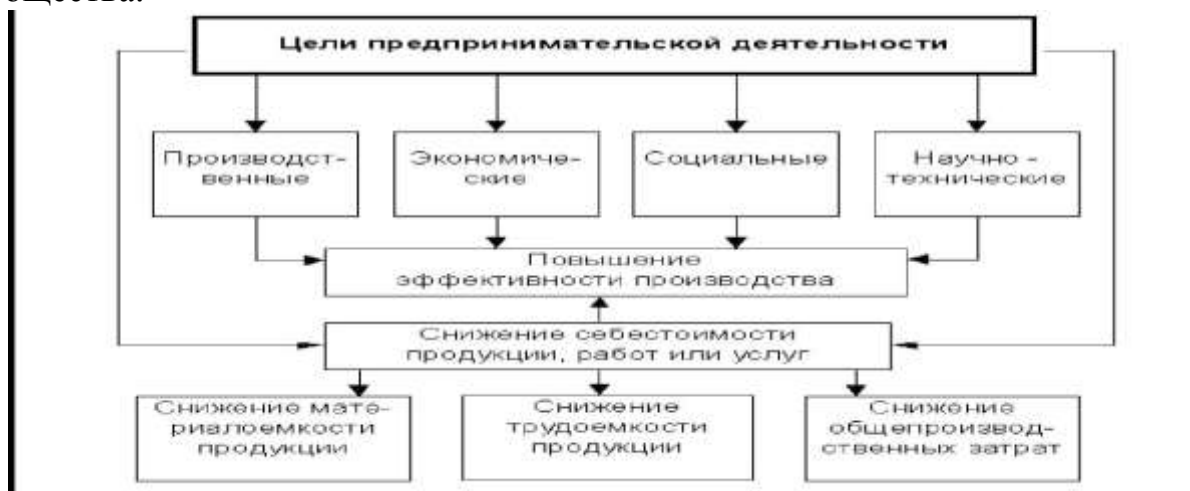 Цели предпринимательской деятельности
Производст-
венные
Экономиче-
ские
Социальные
Научно -
технические
Повышение
эффективности производства
Снижение себестоимости
продукции, работ или услуг
Снижение мате-
риалоемкости
продукции
Снижение
трудоемкости
продукции
Снижение
общепроизвод-
ственных затрат